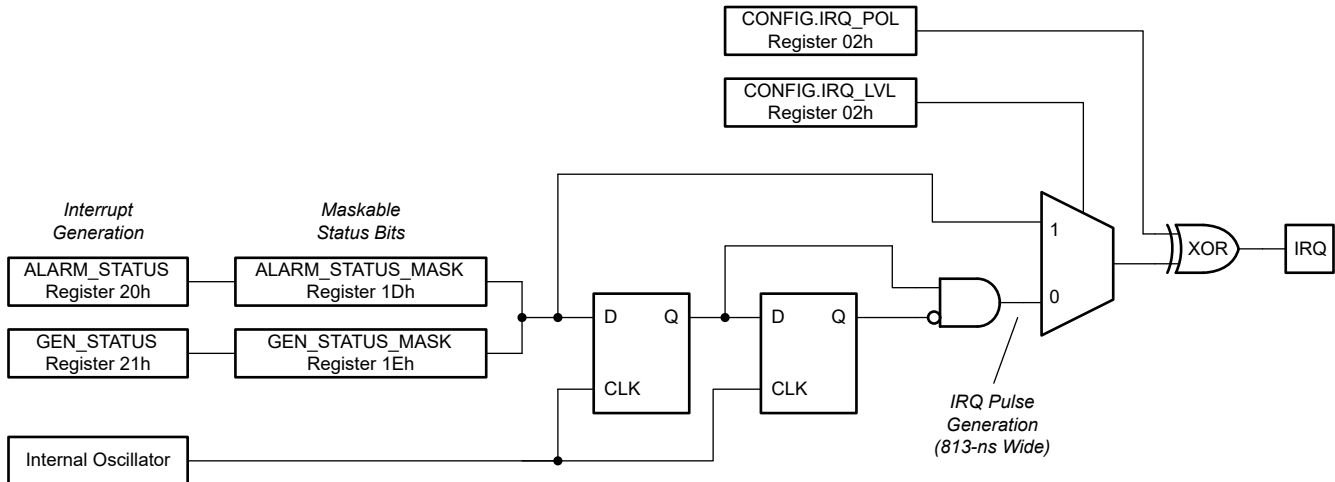 CONFIG.IRQ_POL
Register 02h
CONFIG.IRQ_LVL
Register 02h
Interrupt
Generation
Maskable
Status Bits
ALARM_STATUS
Register 20h
ALARM_STATUS_MASK
Register 1Dh
GEN_STATUS
Register 21h
GEN_STATUS_MASK
Register 1Eh
Internal Oscillator
D Q
CLK
D Q
CLK
1
0
XOR
IRQ
IRQ Pulse
Generation
(813-ns Wide)